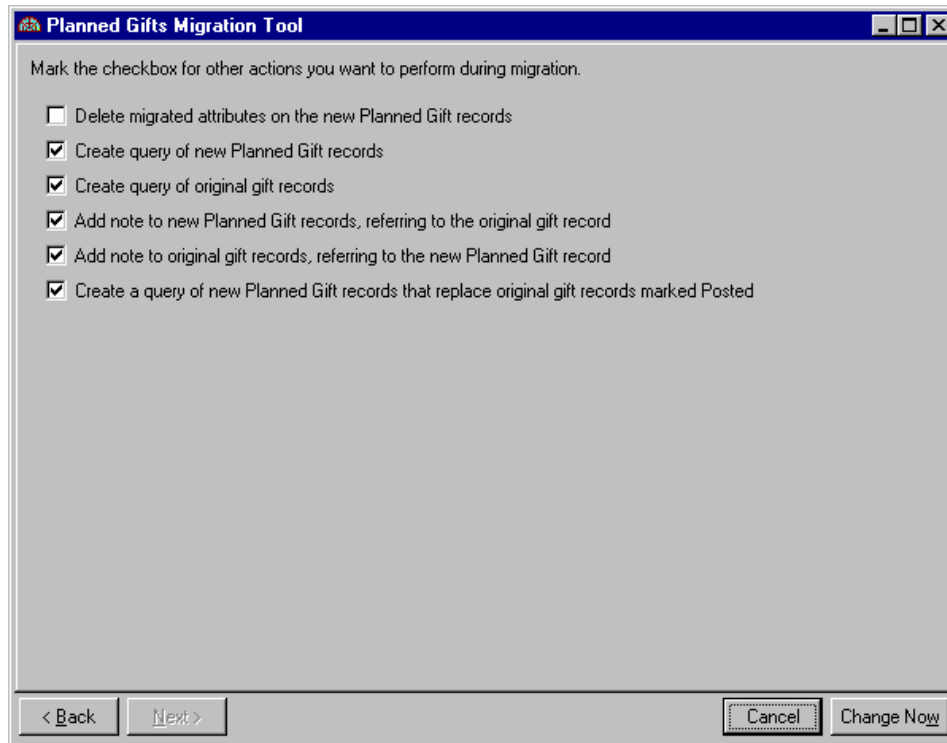 Planned Gifts Migration Tool
Mark the checkbox for other actions you want to perform during migration.
Delete migrated attributes on the new Planned Gift records
Create query of new Planned Gift records
Create query of original gift records
Add note to new Planned Gift records, referring to the original gift record
Add note to original gift records, referring to the new Planned Gift record
Create a query of new Planned Gift records that replace original gift records marked Posted
< Back Next > Cancel Change Now